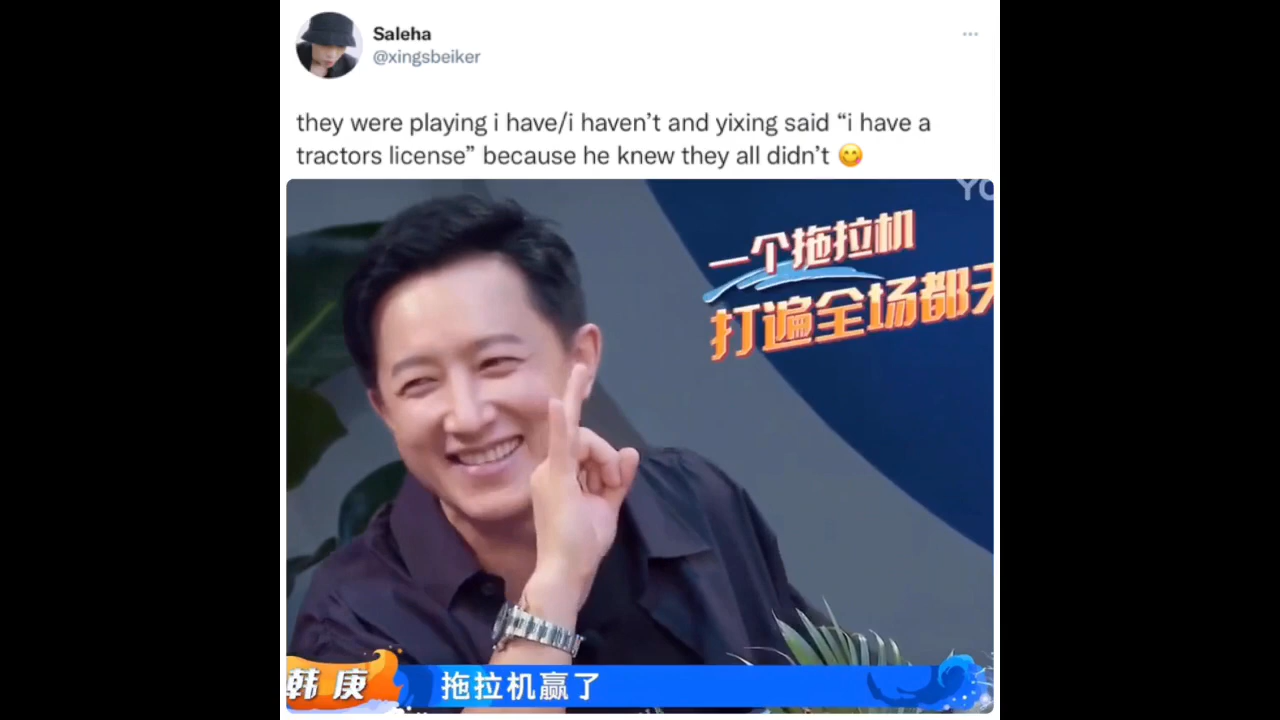 Saleha
@xingsbeiker
they were playing i have/i haven’t and yixing said “i have a
tractors license” because he knew they all didn’t 😋
YO
一个拖拉机
打遍全场都
韩庚
拖拉机赢了